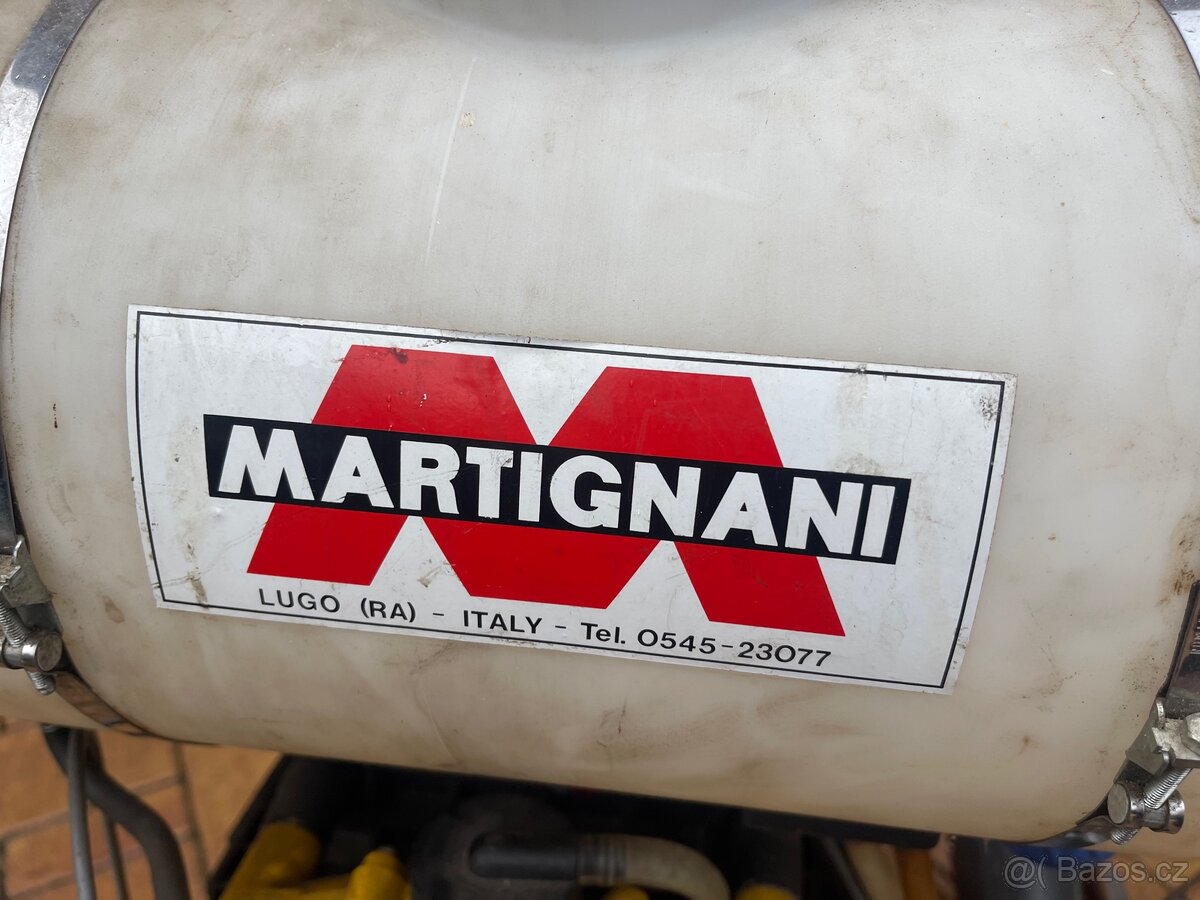 MARTIGNANI
LUGO (RA) - ITALY - Tel. 0545-23077
@( Bazos.cz